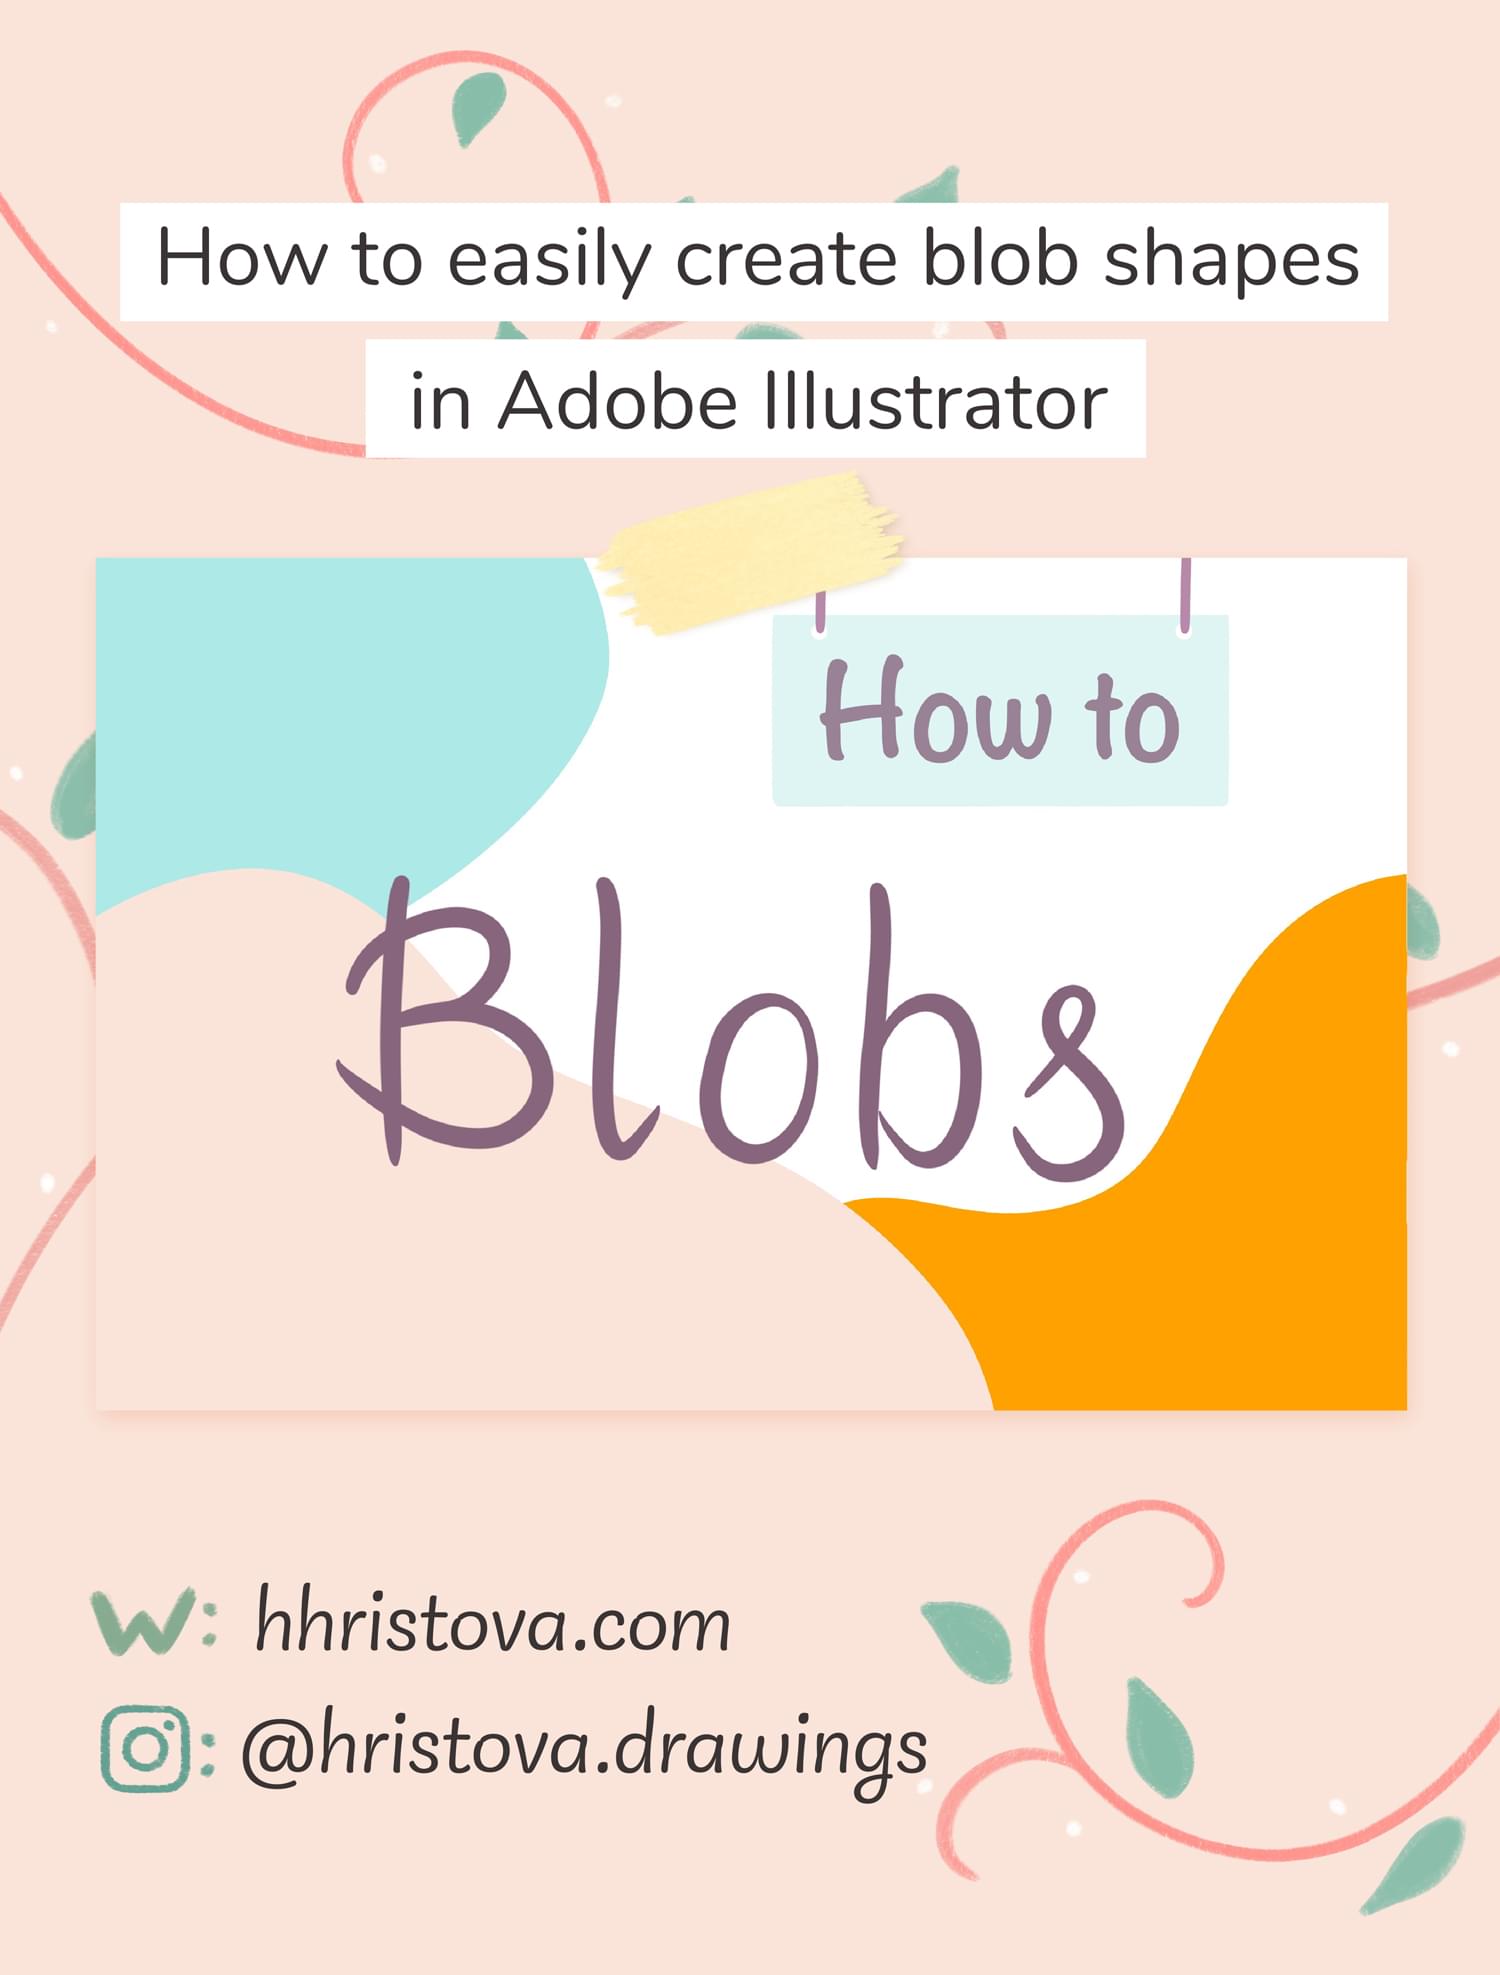 How to easily create blob shapes
in Adobe Illustrator
How to
Blobs
W: hhristova.com
: @hristova.drawings